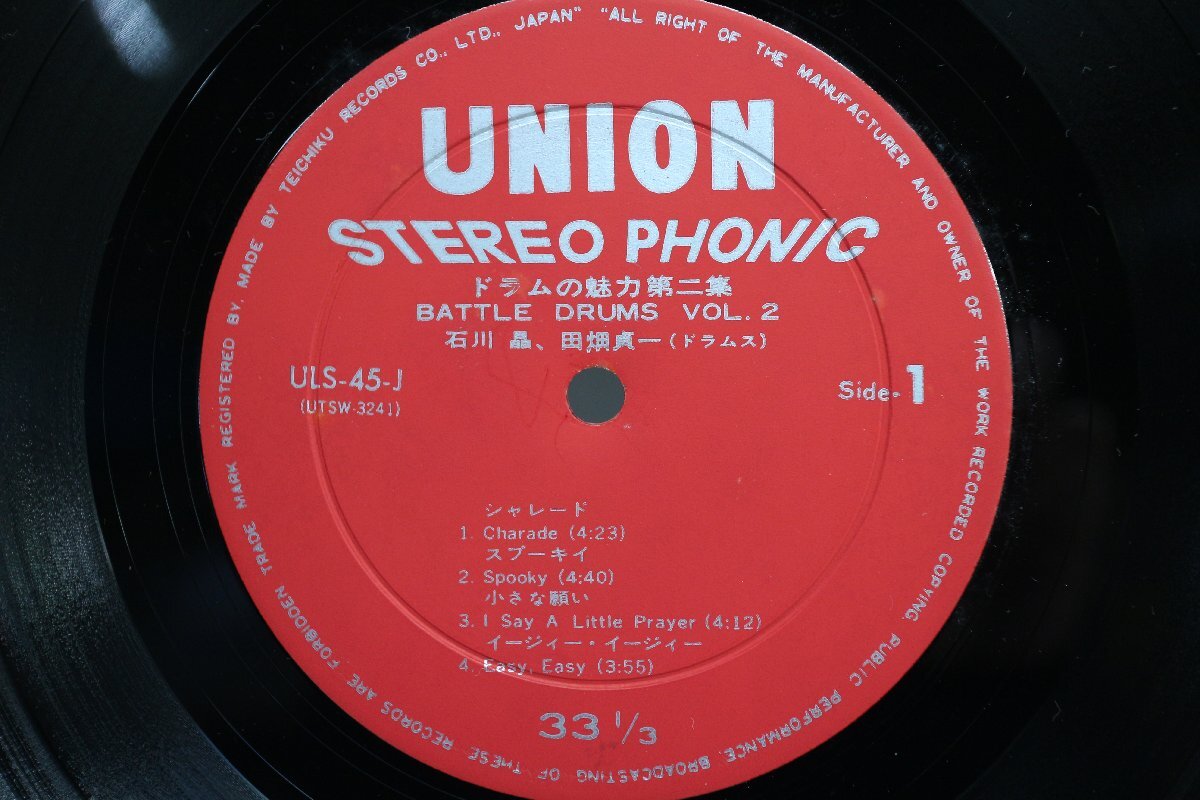 TRADE MARK REGISTERED BY. MADE BY TEICHIKU RECORDS CO., LTD., JAPAN" "ALL RIGHT OF THE MANUFACTURER AND OWNER OF THE WORK RECORDED COPYING, PUBLIC PERFORMANCE, BROADCASTING OF THESE RECORDS ARE. FORBIDDEN
UNION
STEREO PHONIC
ドラムの魅力第二集
BATTLE DRUMS VOL. 2
石川 晶、田畑貞一(ドラムス)
ULS-45-J
(UTSW-3241)
Side-1
シャレード
1. Charade (4:23)
スプーキイ
2. Spooky (4:40)
小さな願い
3. I Say A Little Prayer (4:12)
イージィー・イージィー
4. Easy, Easy (3:55)
33 1/3